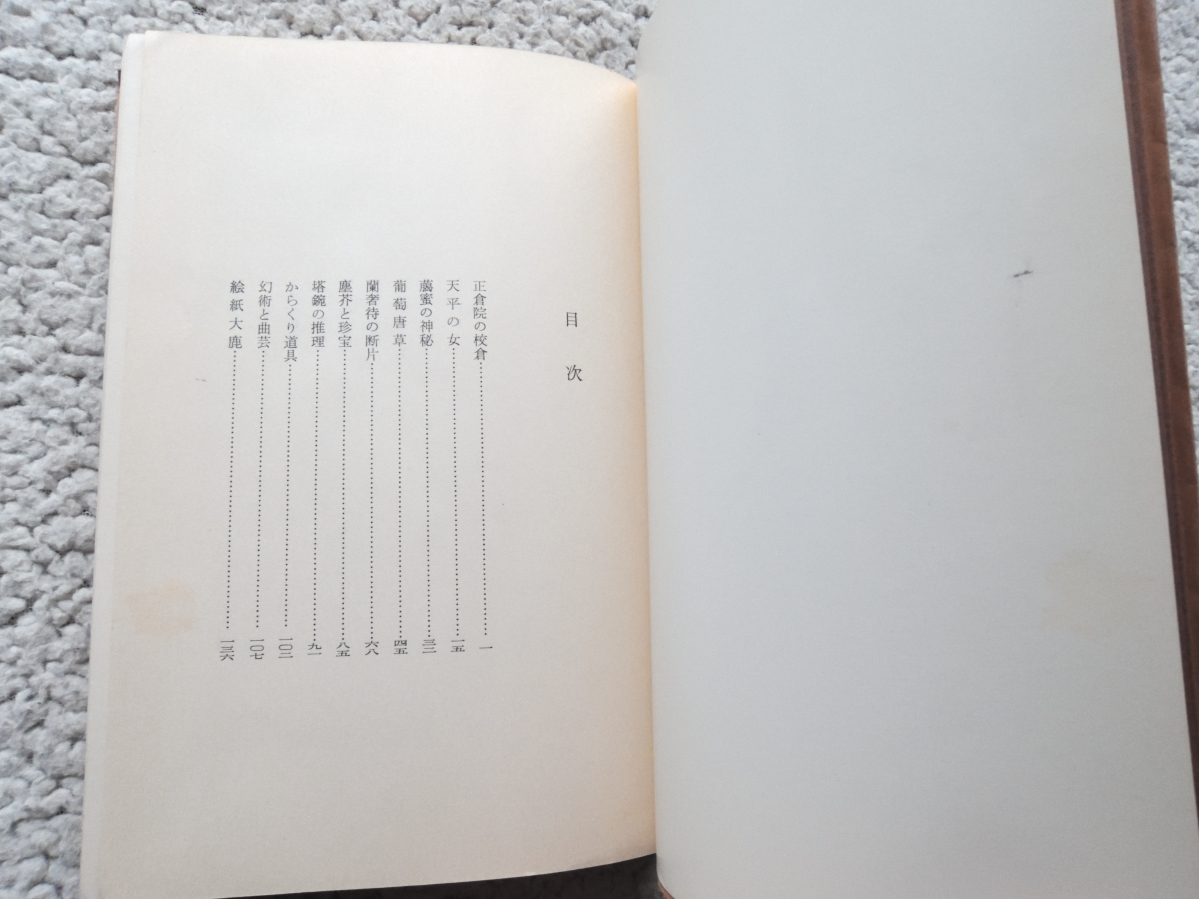 目次
正倉院の校倉……一
天平の女……一五
﨟蜜の神秘……三二
葡萄唐草……四五
蘭奢待の断片……六八
塵芥と珍宝……八五
塔鋺の推理……九一
からくり道具……一〇二
幻術と曲芸……一〇七
絵紙大鹿……一三六